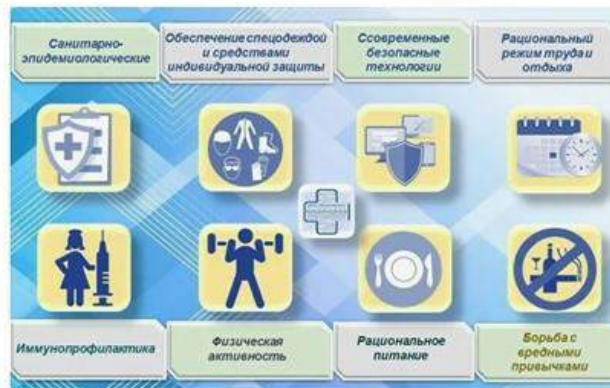 Санитарно-
эпидемиологические
Обеспечение спецодеждой
и средствами
индивидуальной защиты
Ссовременные
безопасные
технологии
Рациональный
режим труда и
отдыха
Иммунопрофилактика
Физическая
активность
Рациональное
питание
Борьба с
вредными
привычками